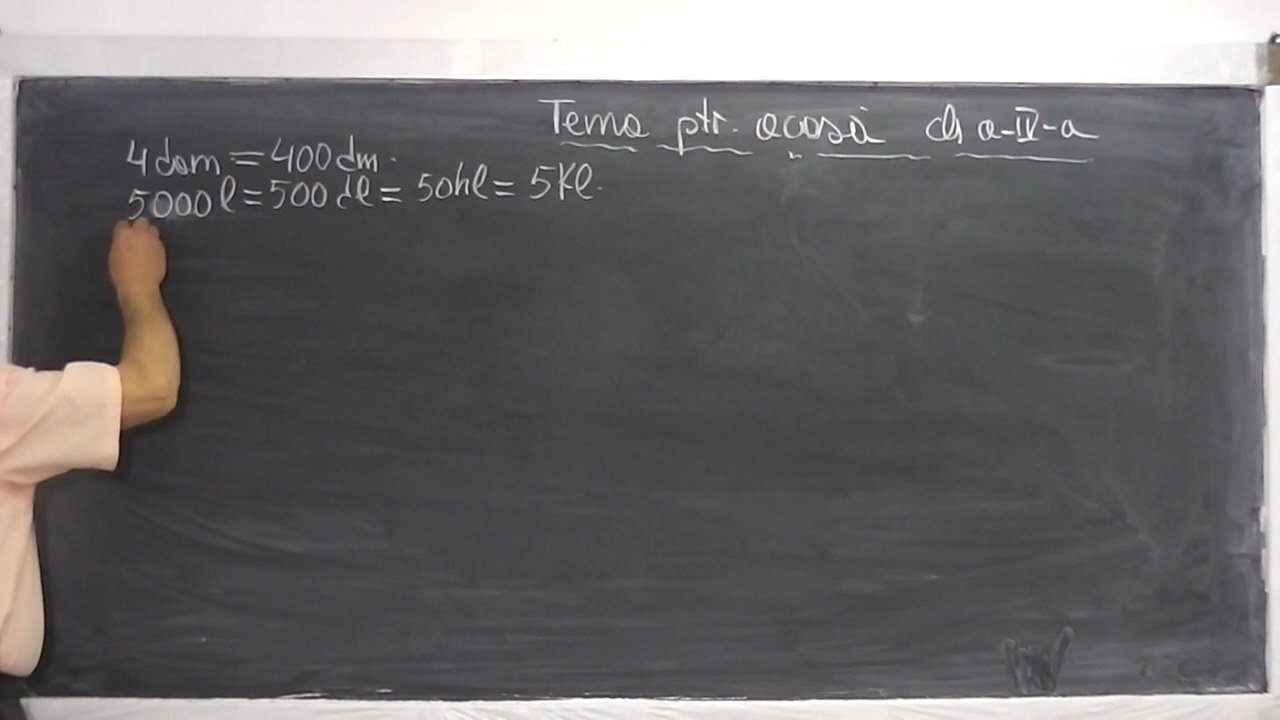 Tema ptr. acasă cls a-IV-a
4 dam = 400 dm.
5000 l = 500 dl = 50 hl = 5 Kl.